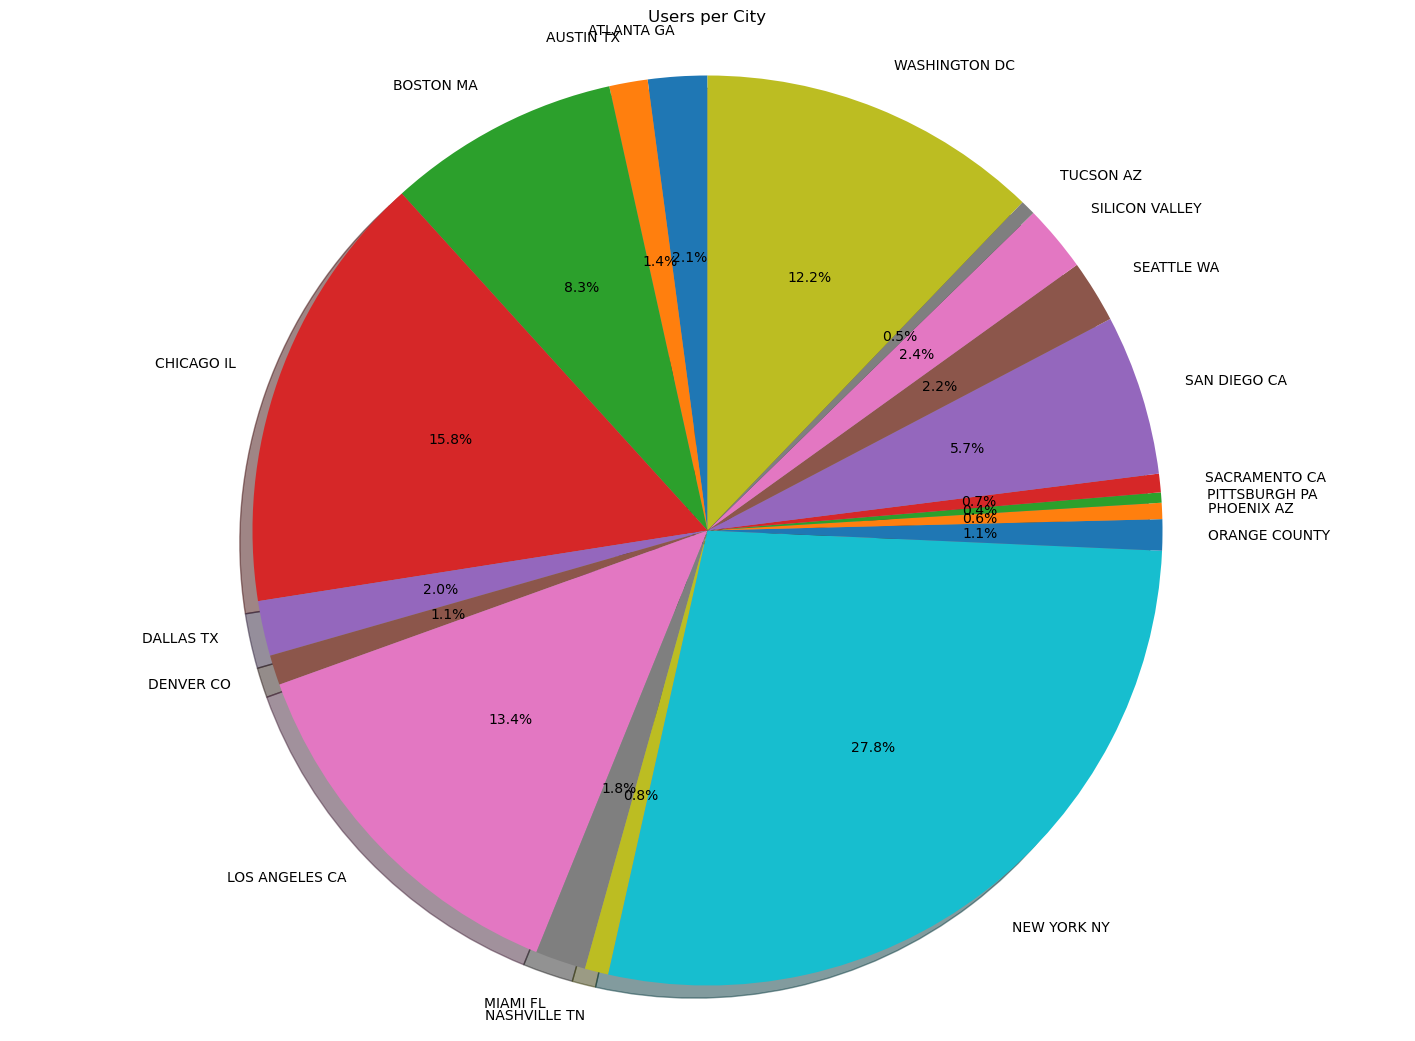 Users per City
ATLANTA GA
AUSTIN TX
WASHINGTON DC
BOSTON MA
TUCSON AZ
SILICON VALLEY
2.1%
1.4%
SEATTLE WA
12.2%
8.3%
0.5%
2.4%
CHICAGO IL
SAN DIEGO CA
2.2%
15.8%
5.7%
SACRAMENTO CA
PITTSBURGH PA
0.7%
PHOENIX AZ
0.4%
0.6%
1.1%
ORANGE COUNTY
2.0%
1.1%
DALLAS TX
DENVER CO
13.4%
27.8%
1.8%
0.8%
LOS ANGELES CA
NEW YORK NY
MIAMI FL
NASHVILLE TN